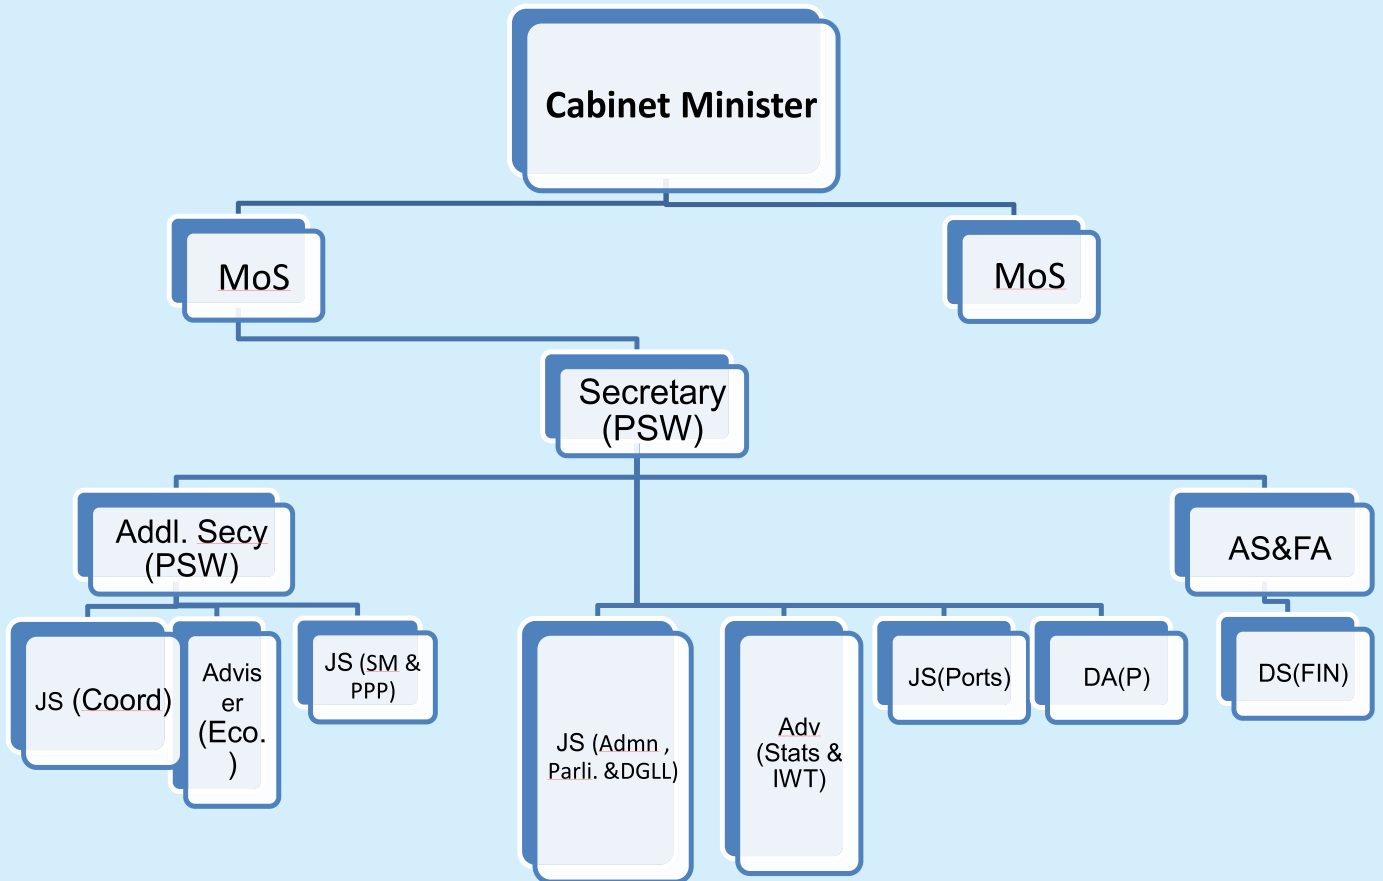 Cabinet Minister
MoS
MoS
Secretary
(PSW)
Addl. Secy
(PSW)
AS&FA
JS (Coord)
Advis
er
(Eco.
)
JS (SM &
PPP)
JS (Admn ,
Parli. &DGLL)
Adv
(Stats &
IWT)
JS(Ports)
DA(P)
DS(FIN)